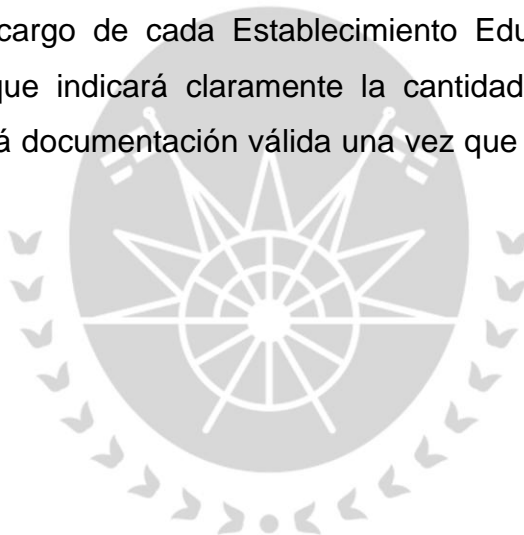 cargo de cada Establecimiento Edu
que indicará claramente la cantidad
á documentación válida una vez que